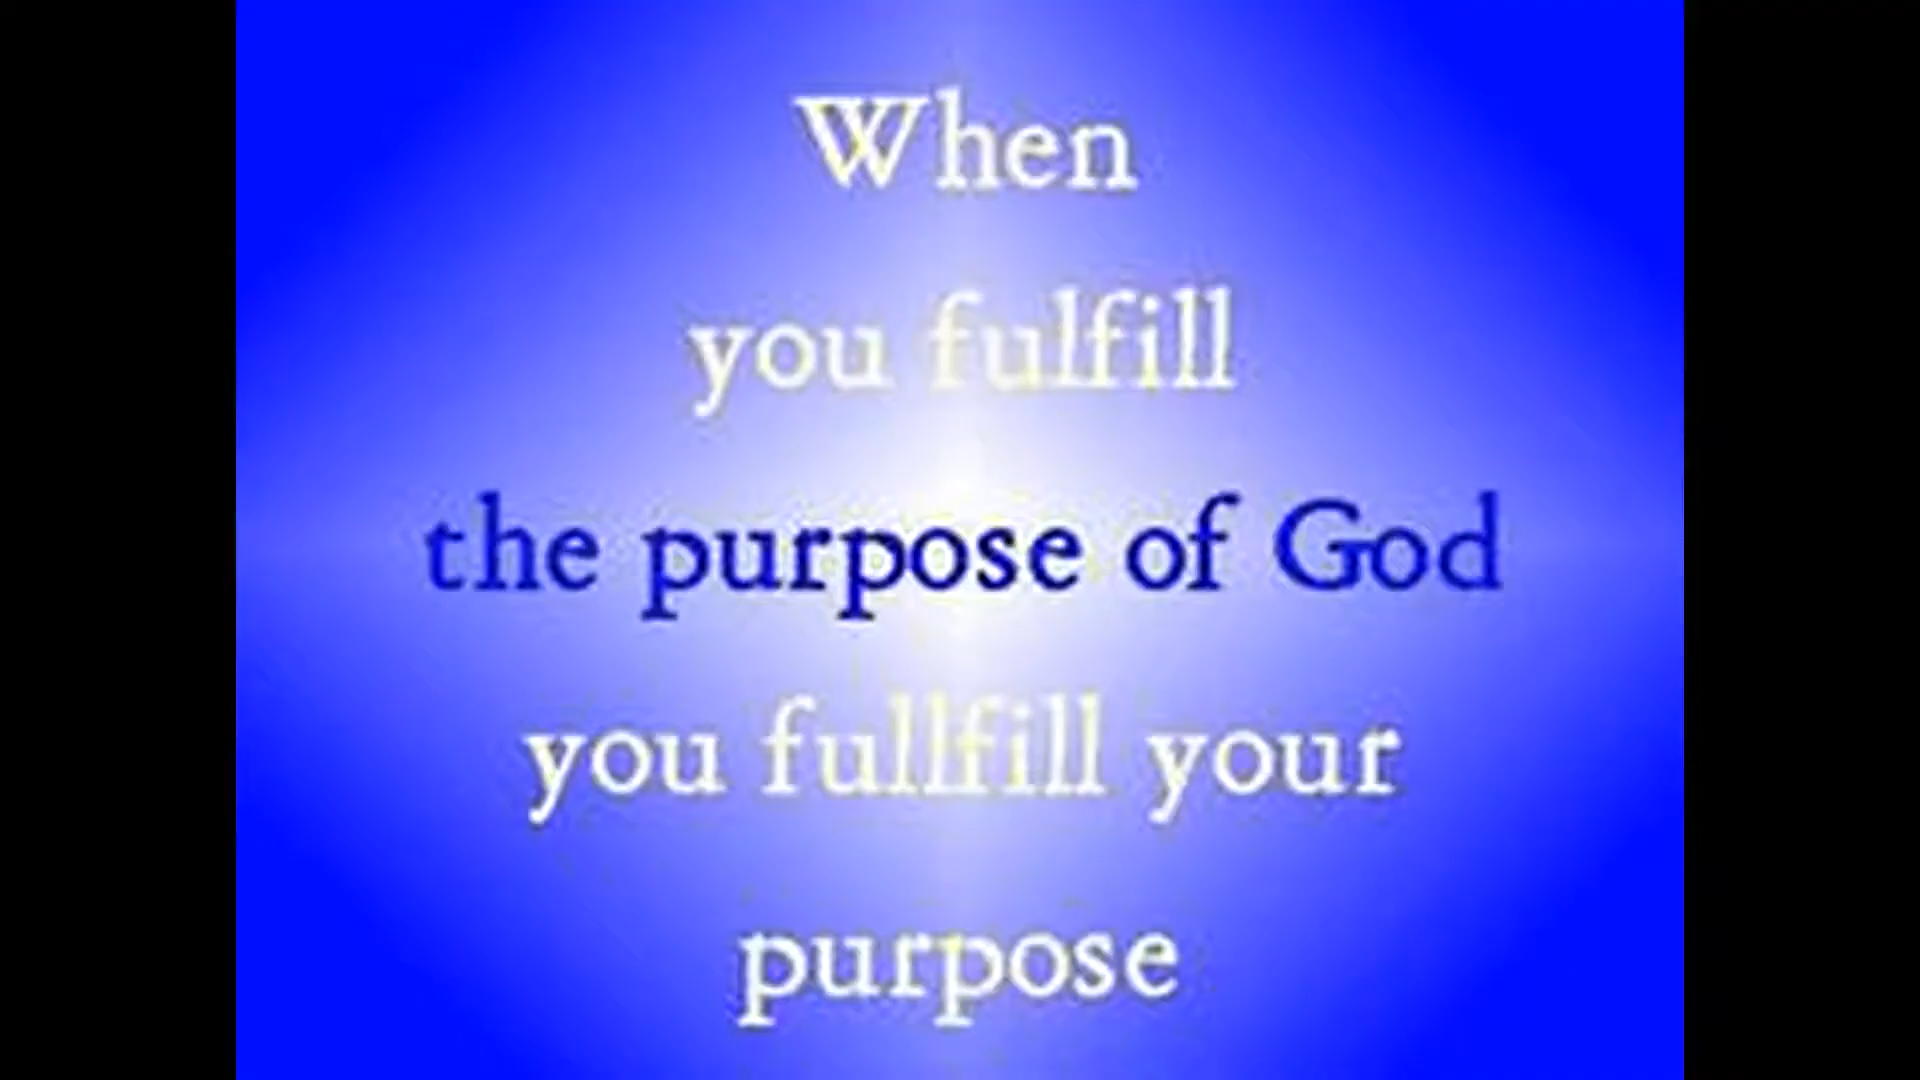 When
you fulfill
the purpose of God
you fullfill your
purpose